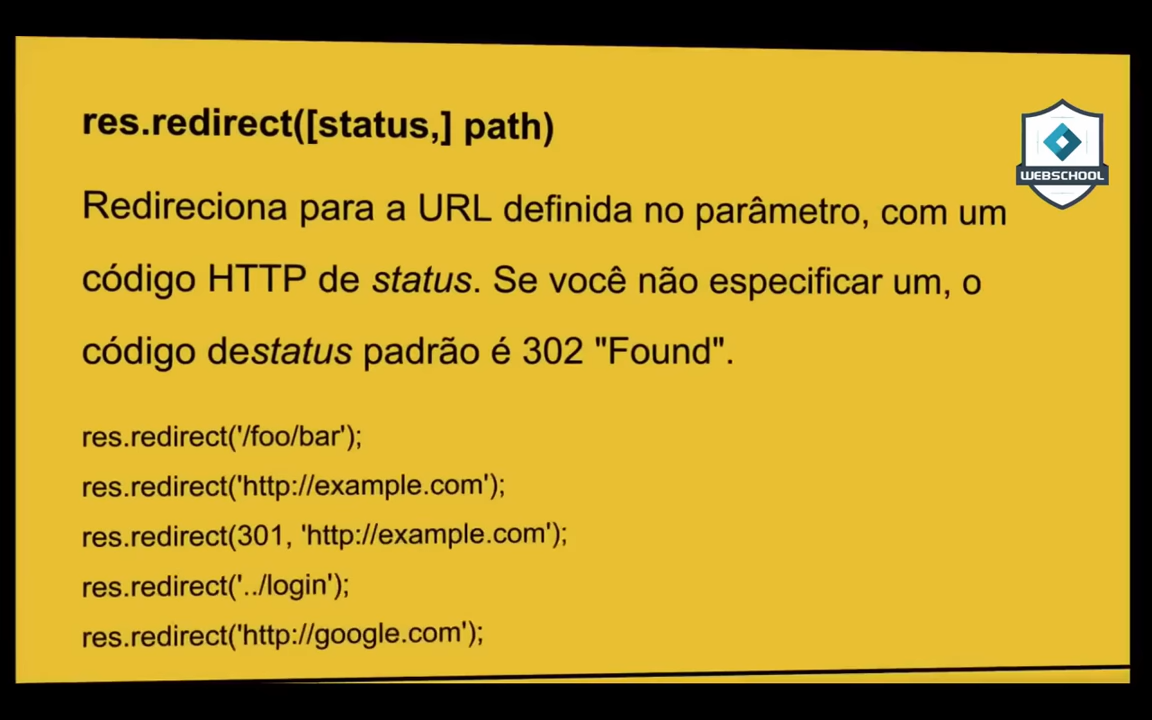 res.redirect([status,] path)
WEBSCHOOL
Redireciona para a URL definida no parâmetro, com um
código HTTP de status. Se você não especificar um, o
código destatus padrão é 302 "Found".
res.redirect('/foo/bar');
res.redirect('http://example.com');
res.redirect(301, 'http://example.com');
res.redirect('../login');
res.redirect('http://google.com');